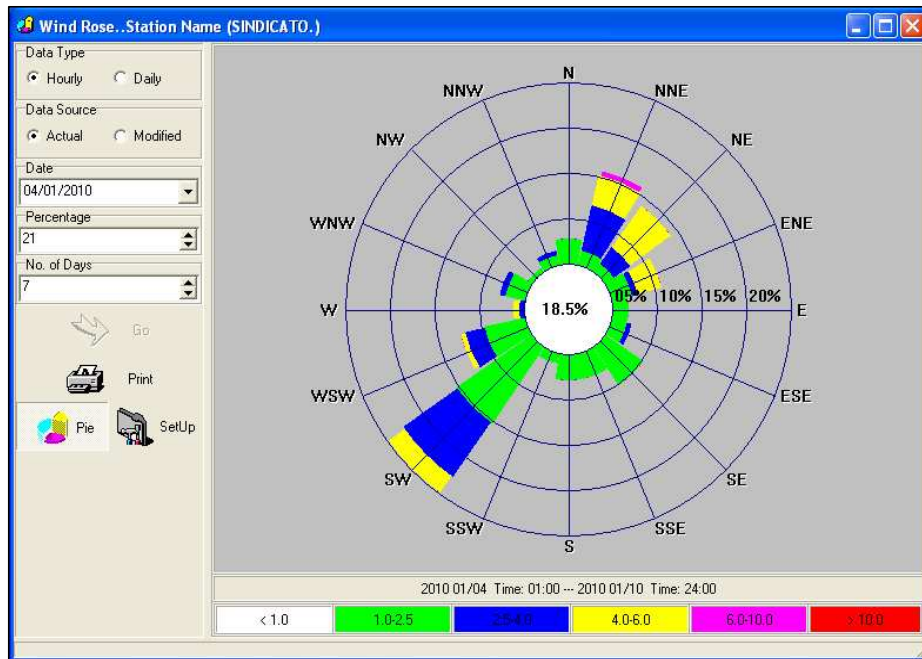 Wind Rose..Station Name (SINDICATO.)
Data Type
Hourly Daily
Data Source
Actual Modified
Date
04/01/2010
Percentage
21
No. of Days
7
Go
Print
Pie SetUp
N
NNW NNE
NW NE
WNW ENE
18.5% 05% 10% 15% 20%
W E
WSW ESE
SW SE
SSW SSE
S
2010 01/04 Time: 01:00 --- 2010 01/10 Time: 24:00
< 1.0 1.0-2.5 2.5-4.0 4.0-6.0 6.0-10.0 > 10.0